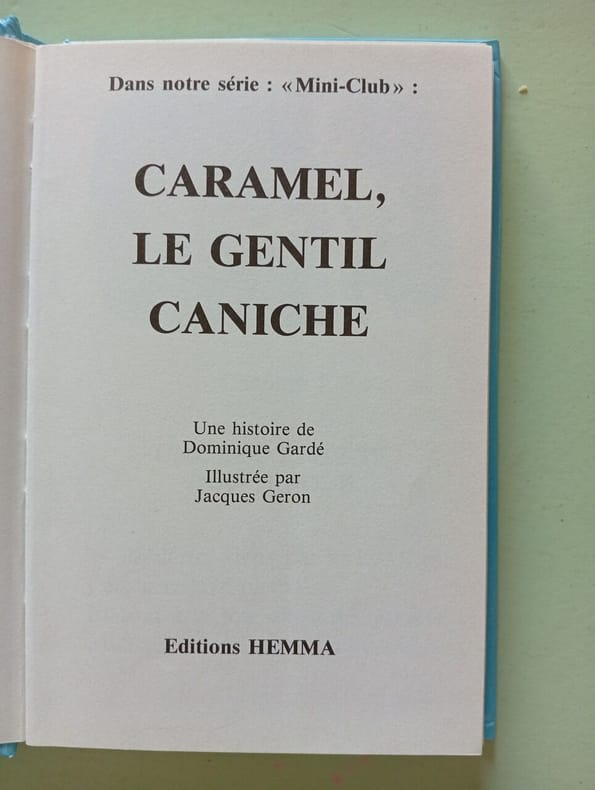 Dans notre série : «Mini-Club» :
CARAMEL,
LE GENTIL
CANICHE
Une histoire de
Dominique Gardé
Illustrée par
Jacques Geron
Editions HEMMA